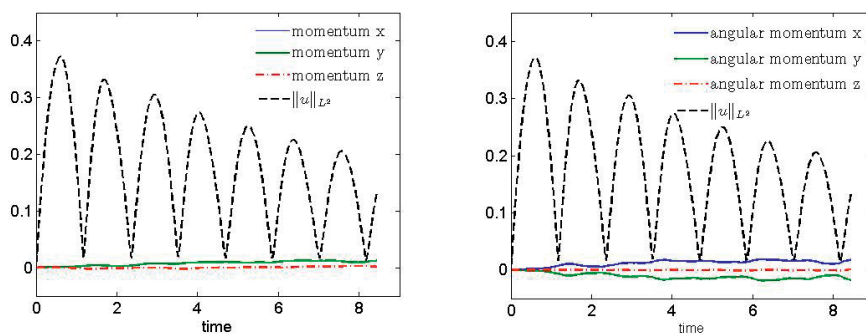 0.4
0.3
0.2
0.1
0
0 2 4 6 8
time
momentum x
momentum y
momentum z
‖u‖_{L²}
0.4
0.3
0.2
0.1
0
0 2 4 6 8
time
angular momentum x
angular momentum y
angular momentum z
‖u‖_{L²}